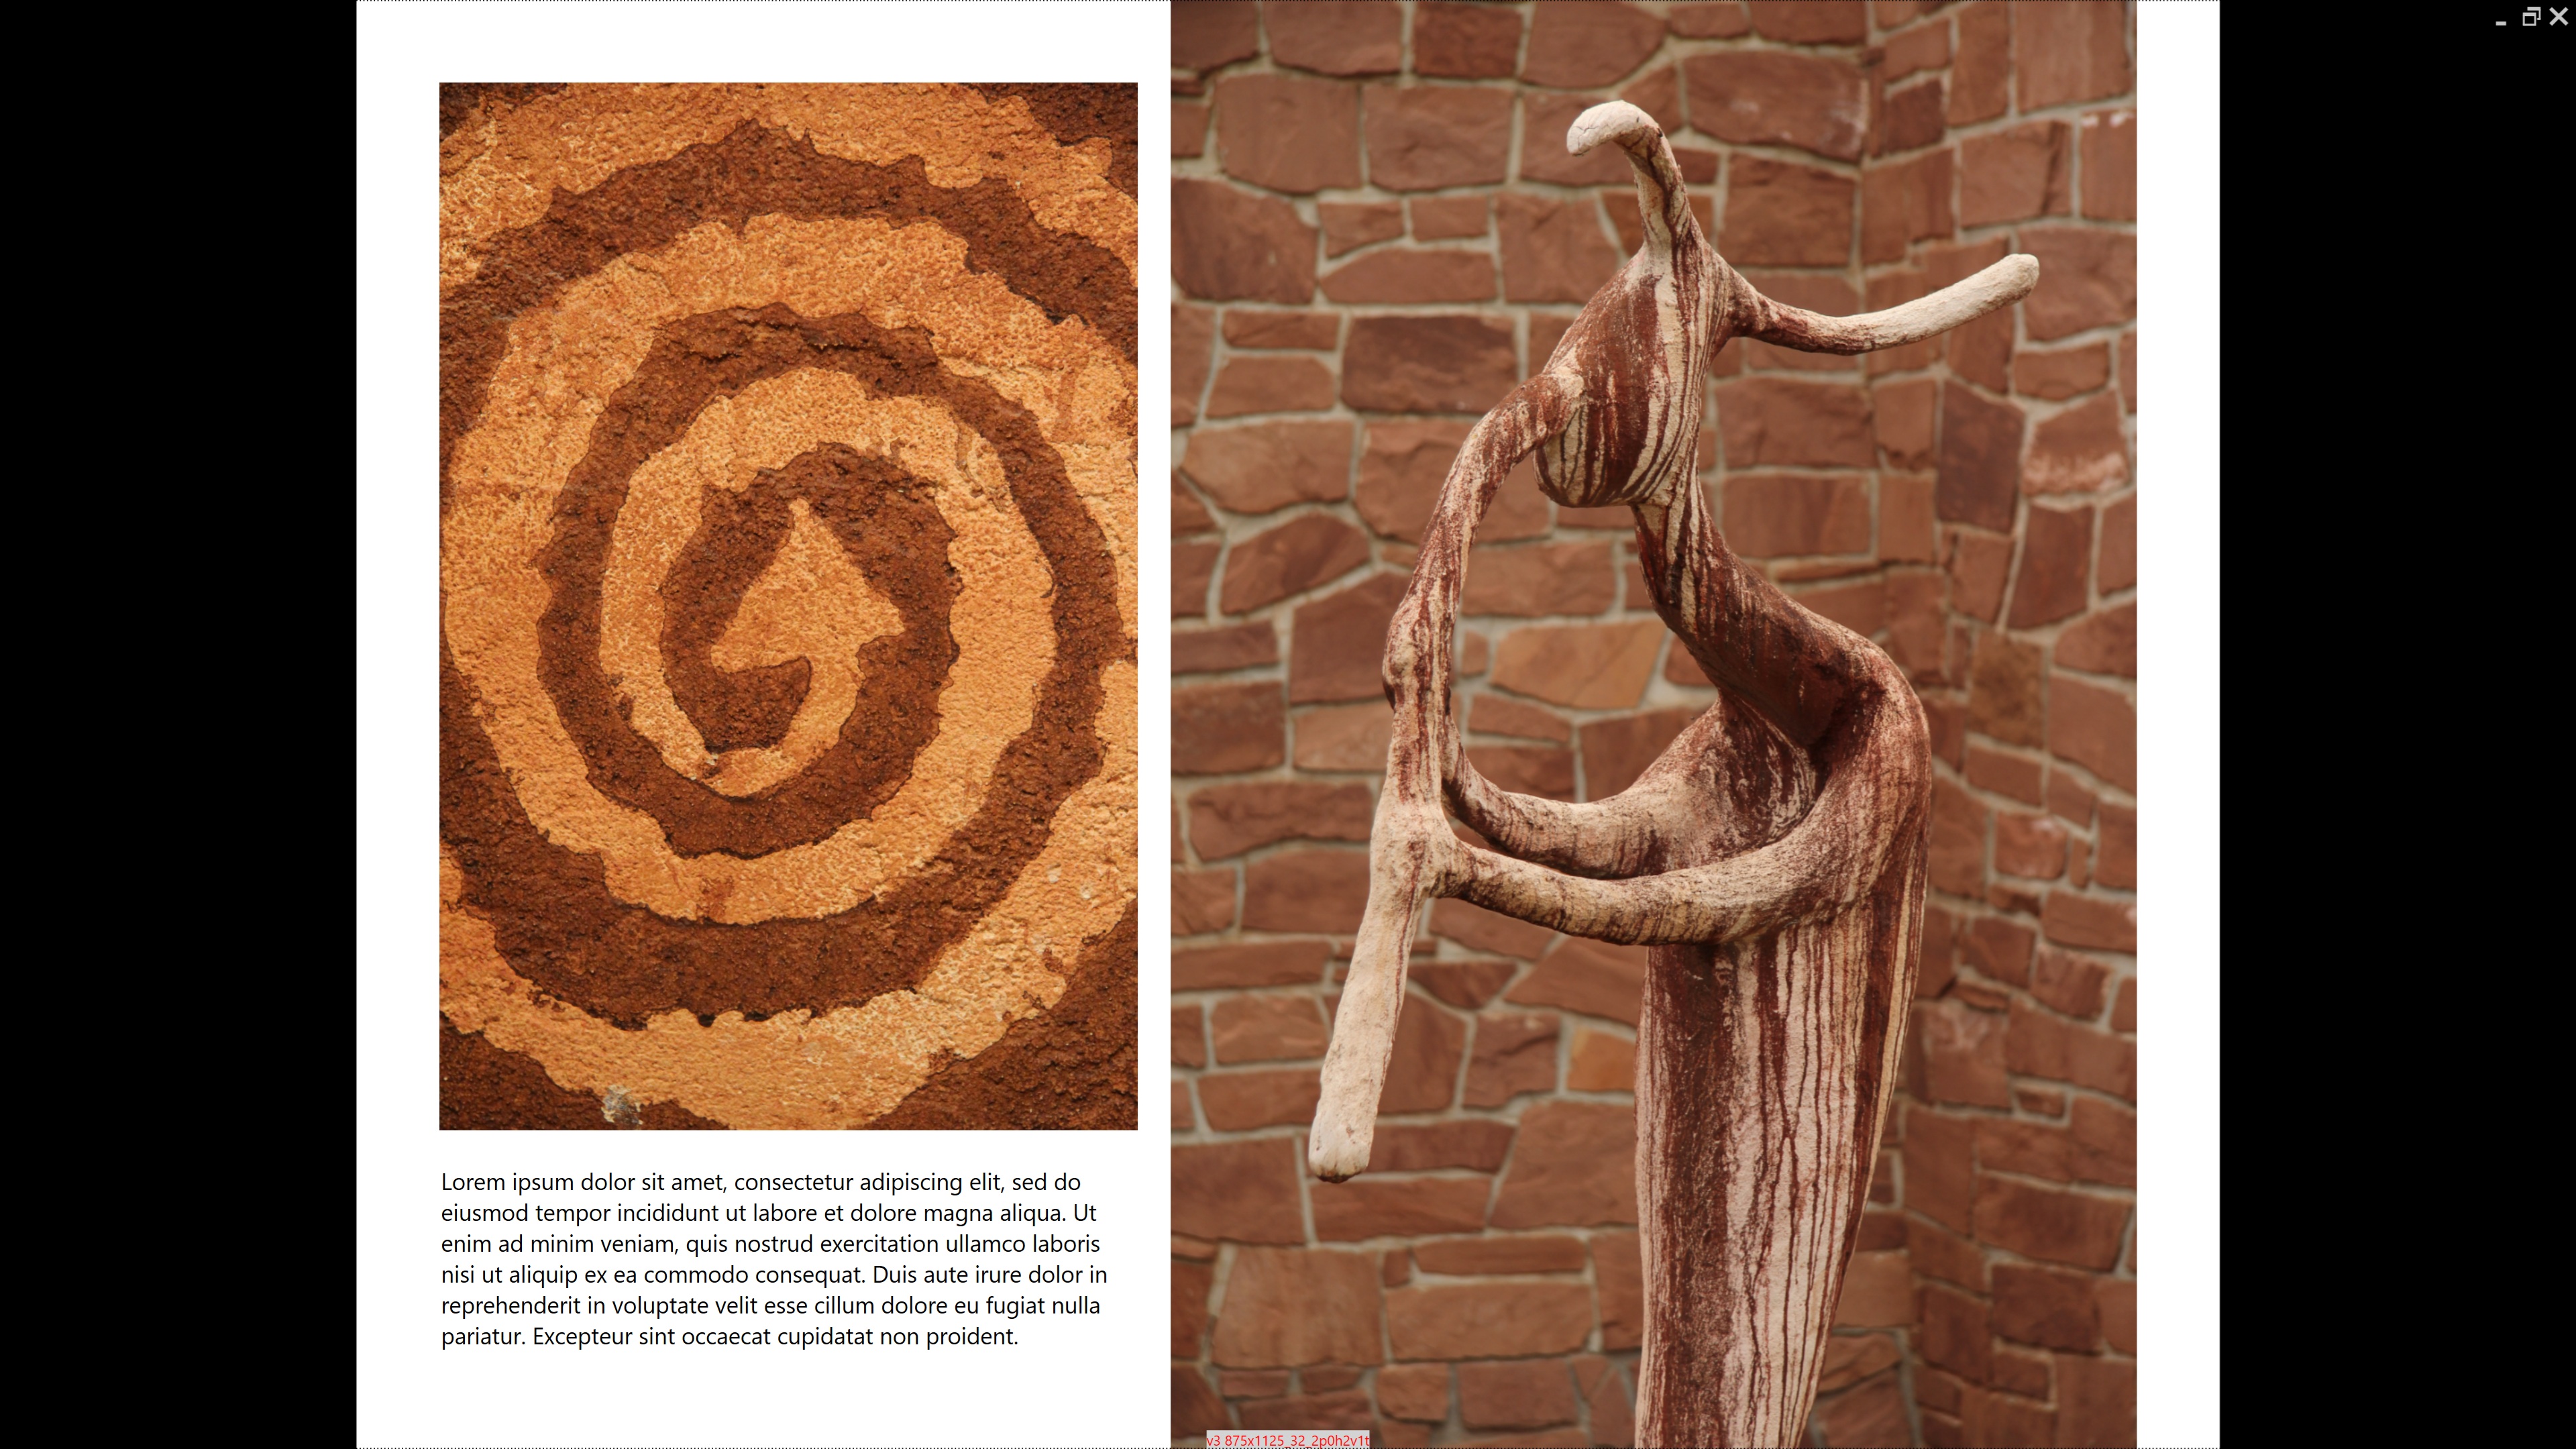 Lorem ipsum dolor sit amet, consectetur adipiscing elit, sed do
eiusmod tempor incididunt ut labore et dolore magna aliqua. Ut
enim ad minim veniam, quis nostrud exercitation ullamco laboris
nisi ut aliquip ex ea commodo consequat. Duis aute irure dolor in
reprehenderit in voluptate velit esse cillum dolore eu fugiat nulla
pariatur. Excepteur sint occaecat cupidatat non proident.
v3 875x1125_32_2p0h2v1t